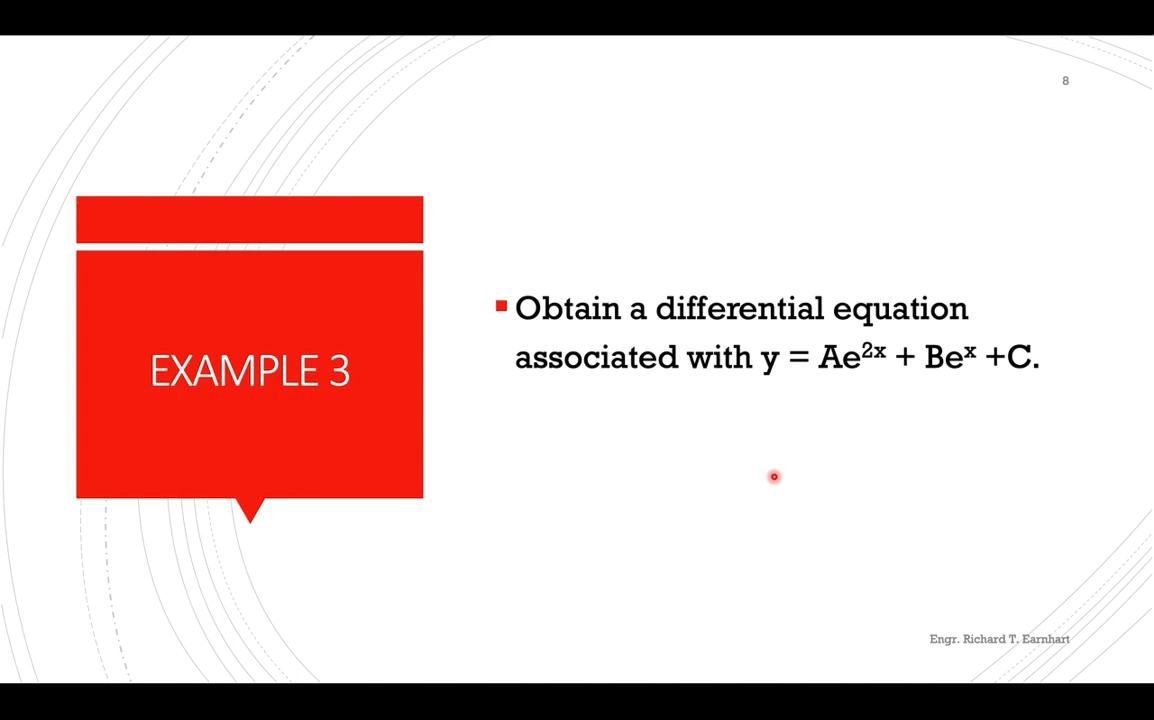 8
EXAMPLE 3
Obtain a differential equation
associated with y = Ae²ˣ + Beˣ +C.
Engr. Richard T. Earnhart